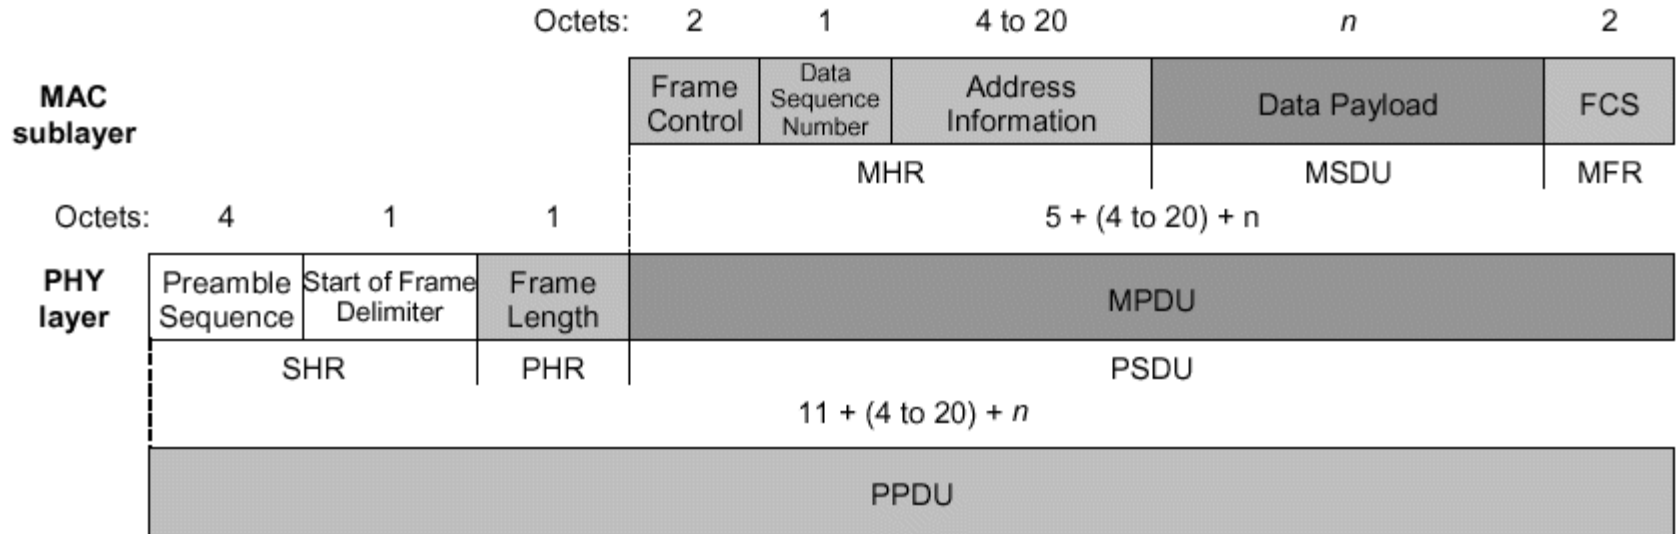 Octets: 2 1 4 to 20 n 2
MAC sublayer
Frame Control
Data Sequence Number
Address Information
Data Payload
FCS
MHR MSDU MFR
Octets: 4 1 1 5 + (4 to 20) + n
PHY layer
Preamble Sequence
Start of Frame Delimiter
Frame Length
MPDU
SHR PHR PSDU
11 + (4 to 20) + n
PPDU